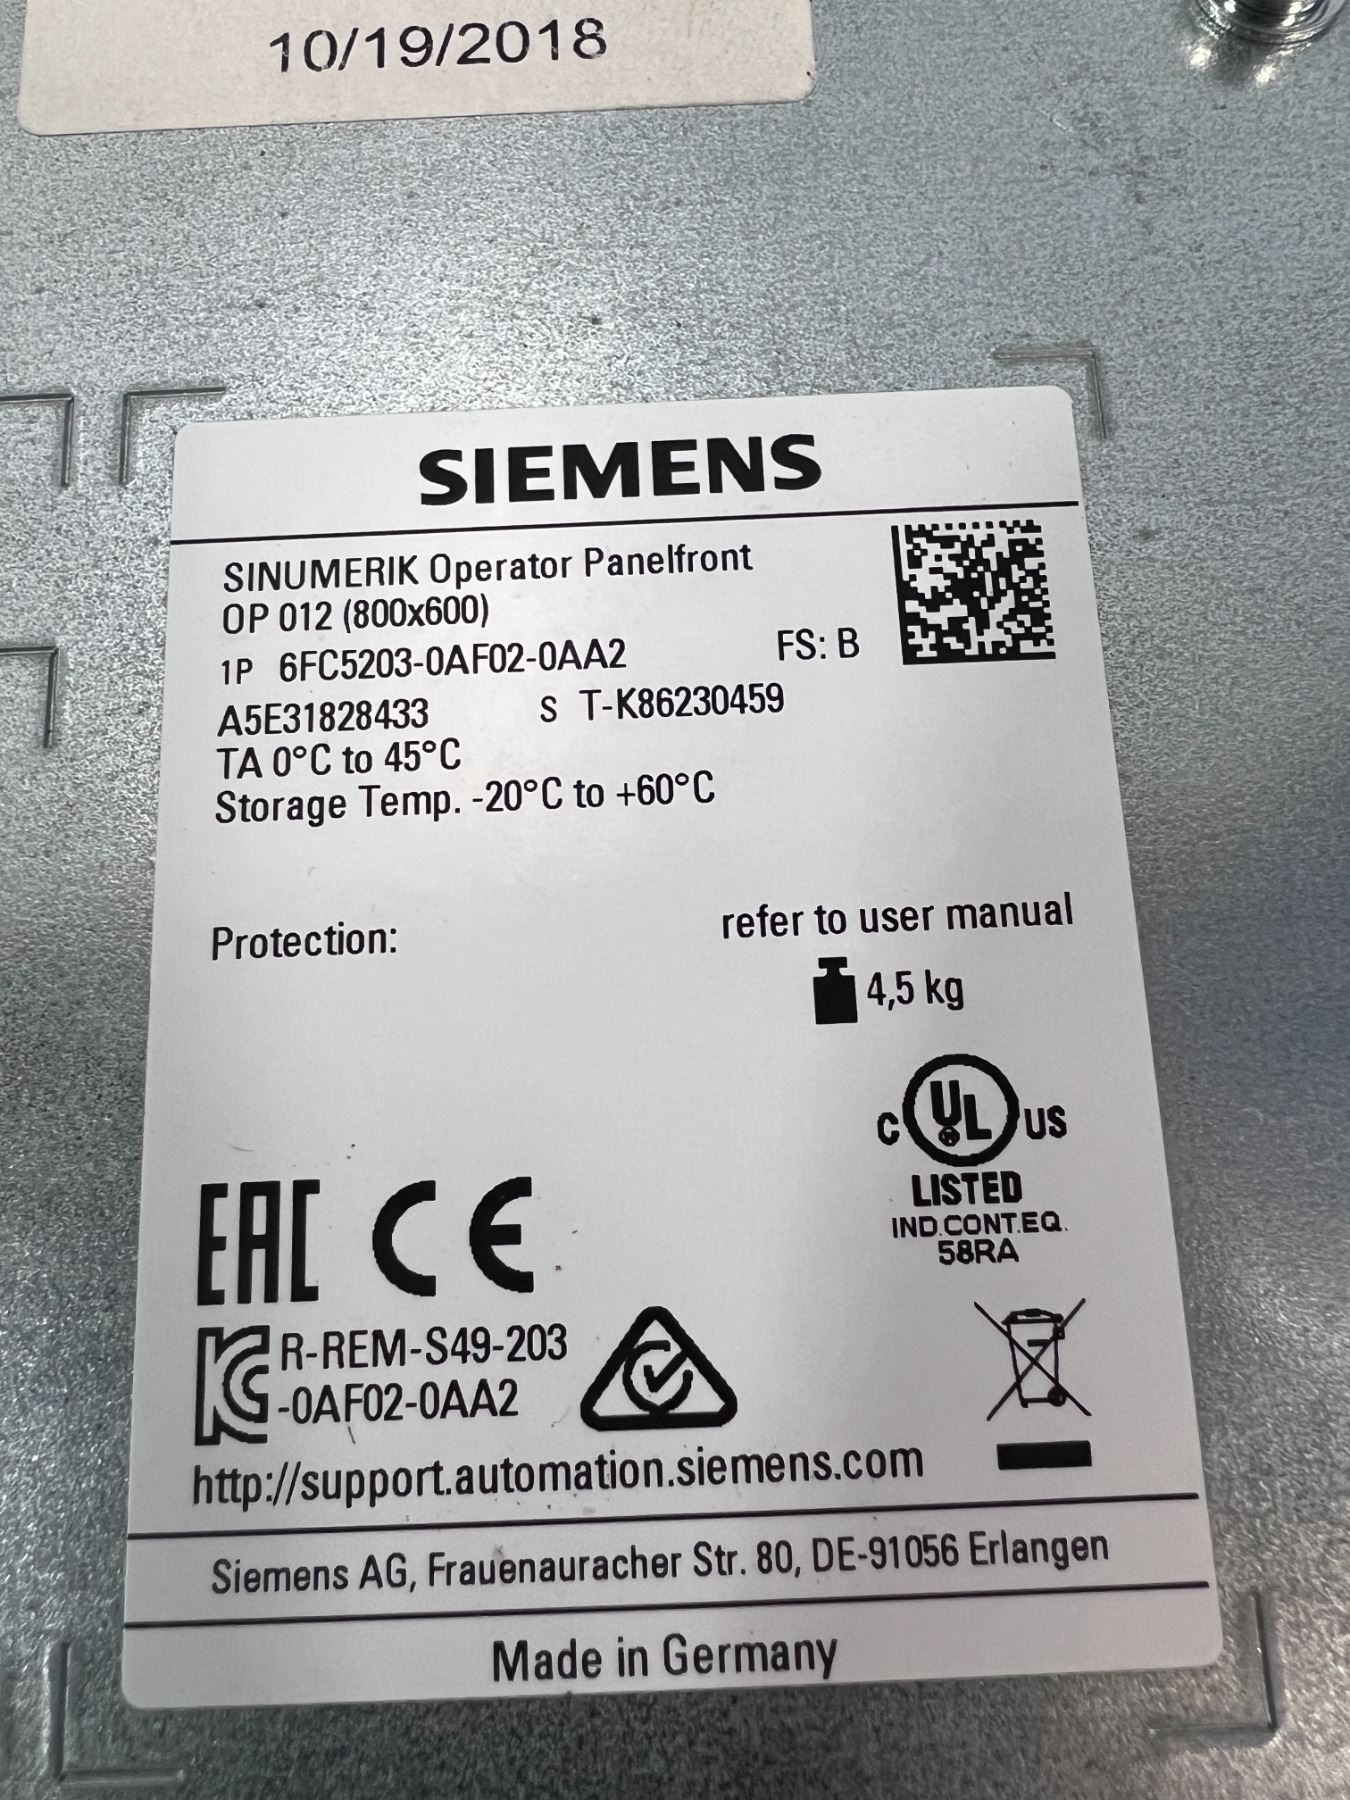 10/19/2018
SIEMENS
SINUMERIK Operator Panelfront
OP 012 (800x600)
1P 6FC5203-0AF02-0AA2 FS: B
A5E31828433 S T-K86230459
TA 0°C to 45°C
Storage Temp. -20°C to +60°C
Protection: refer to user manual
4,5 kg
C UL US
®
LISTED
IND.CONT.EQ.
58RA
EAC CE
KC R-REM-S49-203
-0AF02-0AA2
http://support.automation.siemens.com
Siemens AG, Frauenauracher Str. 80, DE-91056 Erlangen
Made in Germany